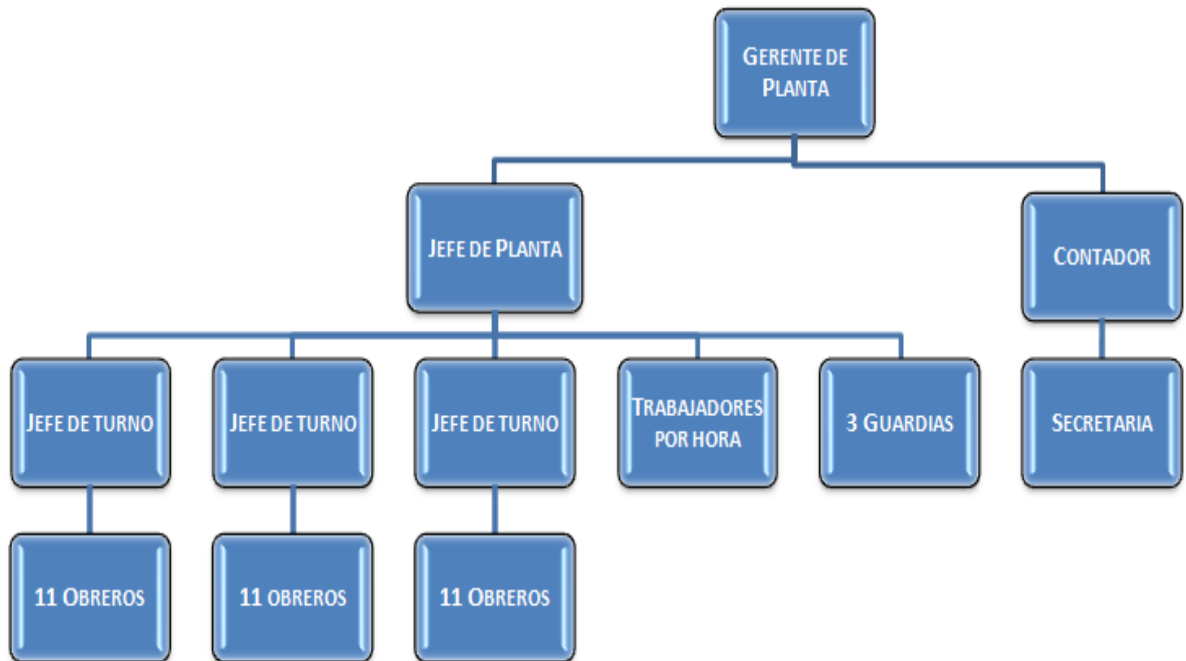 GERENTE DE
PLANTA
JEFE DE PLANTA
CONTADOR
JEFE DE TURNO
JEFE DE TURNO
JEFE DE TURNO
TRABAJADORES
POR HORA
3 GUARDIAS
SECRETARIA
11 OBREROS
11 OBREROS
11 OBREROS